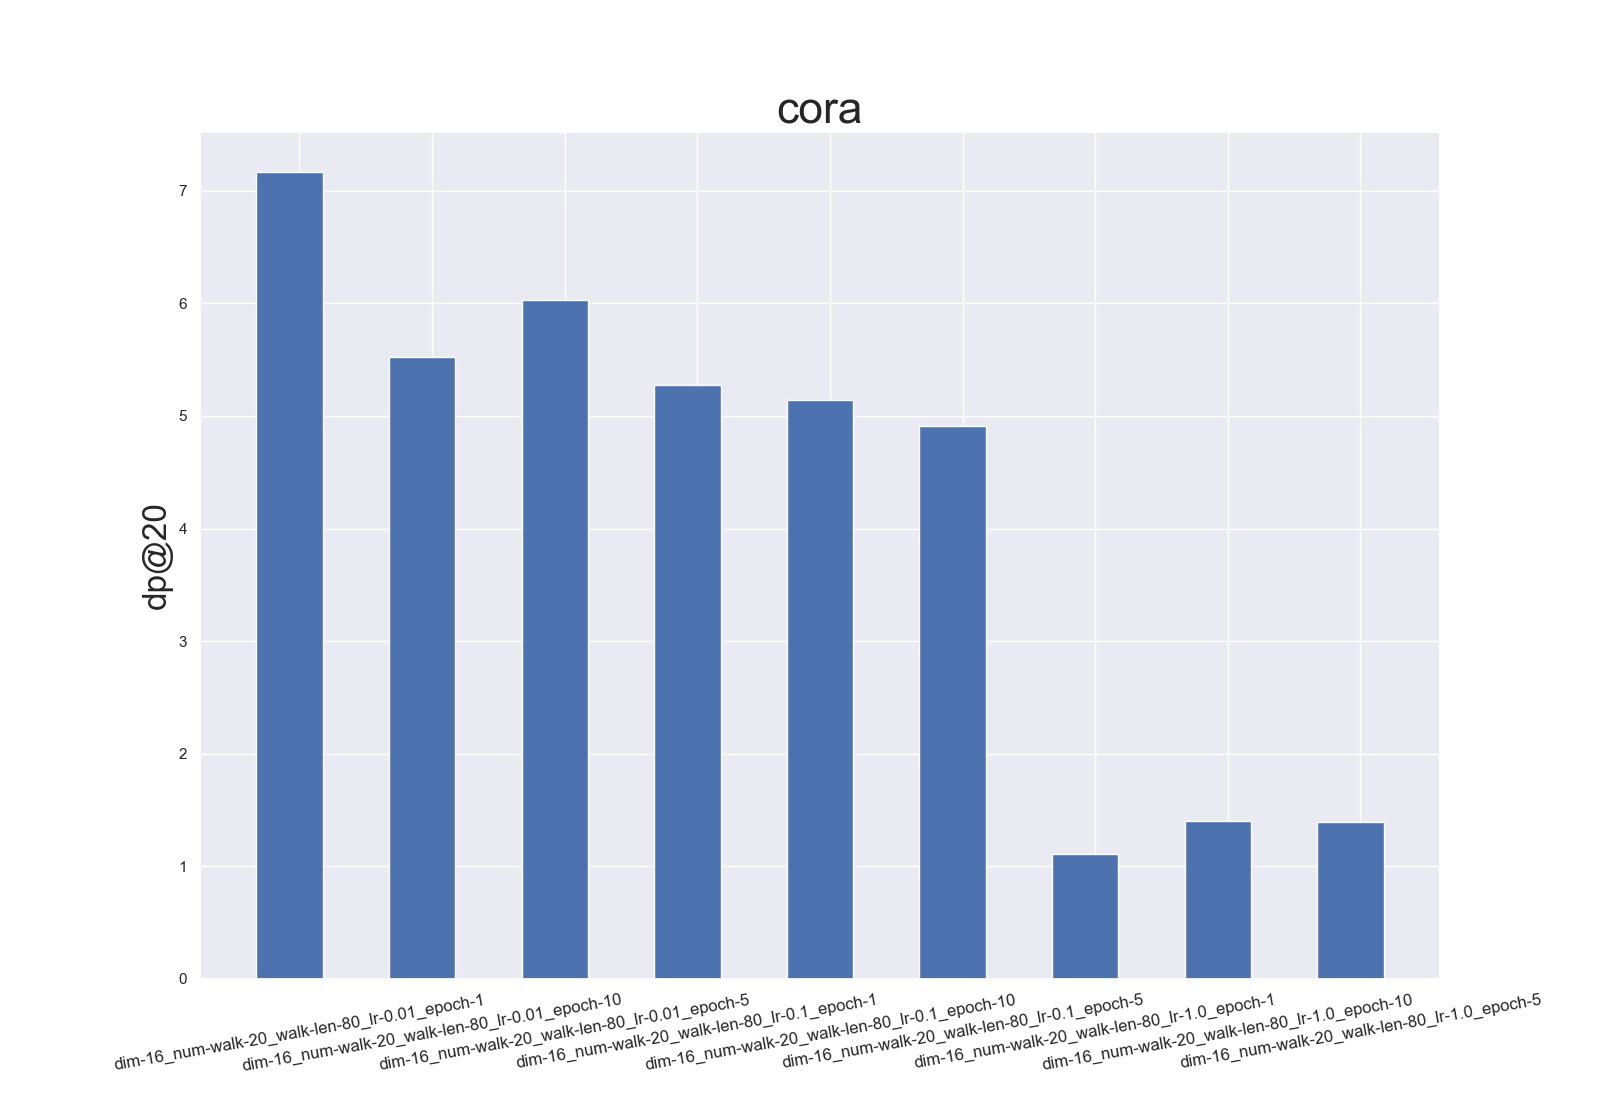 cora
dp@20
7
6
5
4
3
2
1
0
dim-16_num-walk-20_walk-len-80_lr-0.01_epoch-1
dim-16_num-walk-20_walk-len-80_lr-0.01_epoch-10
dim-16_num-walk-20_walk-len-80_lr-0.01_epoch-5
dim-16_num-walk-20_walk-len-80_lr-0.1_epoch-1
dim-16_num-walk-20_walk-len-80_lr-0.1_epoch-10
dim-16_num-walk-20_walk-len-80_lr-0.1_epoch-5
dim-16_num-walk-20_walk-len-80_lr-1.0_epoch-1
dim-16_num-walk-20_walk-len-80_lr-1.0_epoch-10
dim-16_num-walk-20_walk-len-80_lr-1.0_epoch-5